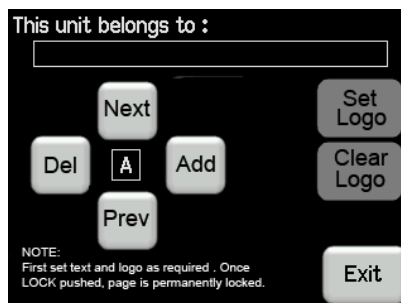 This unit belongs to :
Next
Set
Logo
Del
A
Add
Clear
Logo
Prev
NOTE:
First set text and logo as required . Once
LOCK pushed, page is permanently locked.
Exit